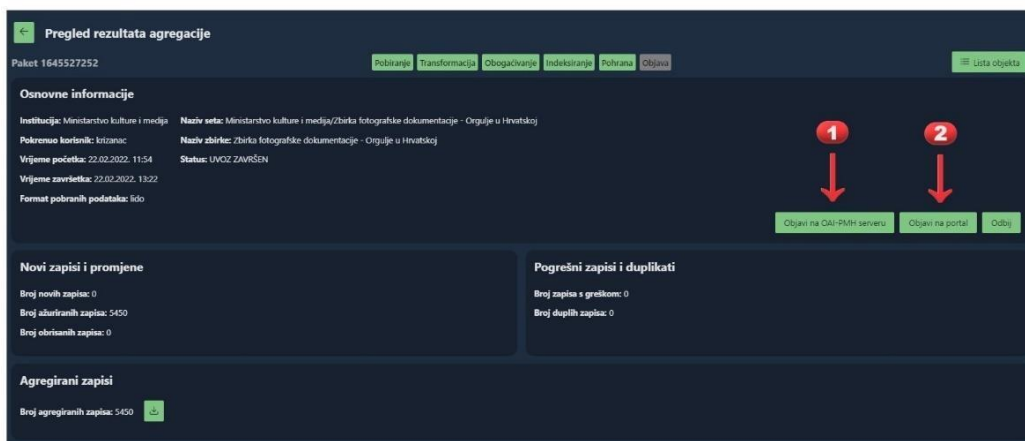 Pregled rezultata agregacije
Paket 1645527252
Pobiranje Transformacija Obogaćivanje Indeksiranje Pohrana Objava
Lista objekta
Osnovne informacije
Institucija: Ministarstvo kulture i medija Naziv seta: Ministarstvo kulture i medija/Zbirka fotografske dokumentacije - Orgulje u Hrvatskoj
Pokrenuo korisnik: krizanac Naziv zbirke: Zbirka fotografske dokumentacije - Orgulje u Hrvatskoj
Vrijeme početka: 22.02.2022. 11:54 Status: UVOZ ZAVRŠEN
Vrijeme završetka: 22.02.2022. 13:22
Format pobranih podataka: lido
1 2
Objavi na OAI-PMH serveru Objavi na portal Odbij
Novi zapisi i promjene
Broj novih zapisa: 0
Broj ažuriranih zapisa: 5450
Broj obrisanih zapisa: 0
Pogrešni zapisi i duplikati
Broj zapisa s greškom: 0
Broj duplih zapisa: 0
Agregirani zapisi
Broj agregiranih zapisa: 5450